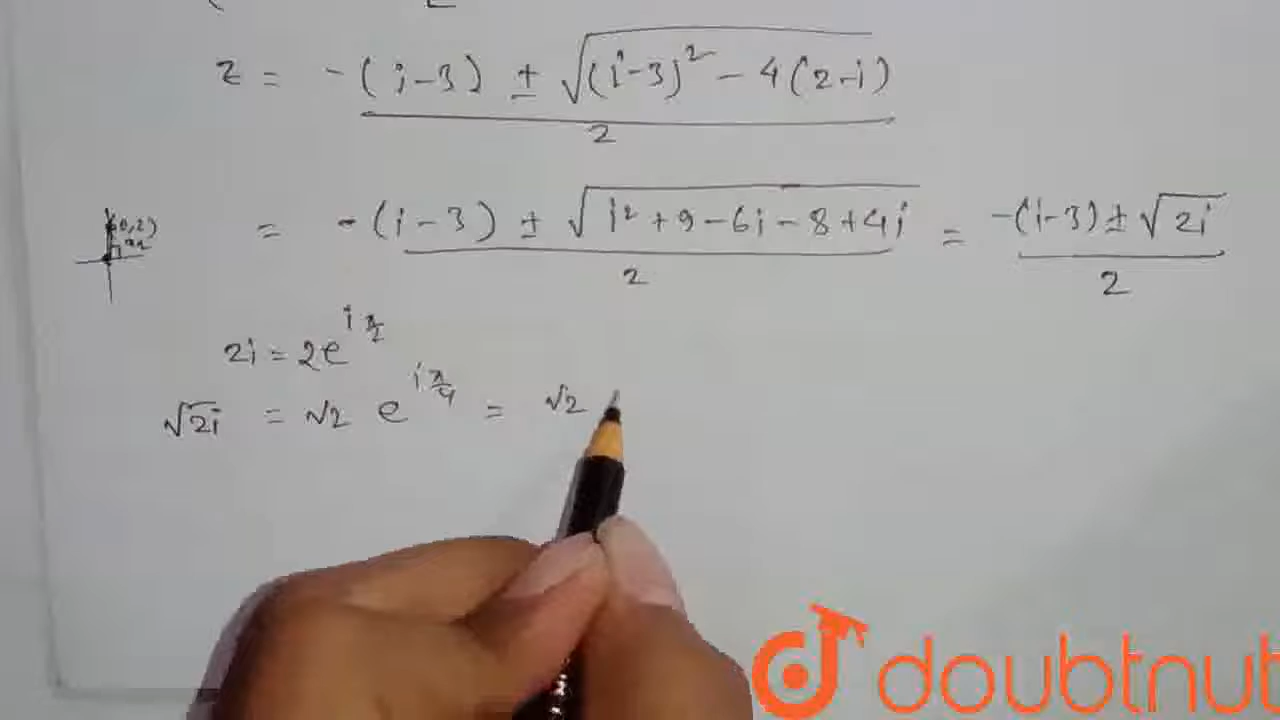 z = -(i-3) ± √((i-3)² - 4(2-i)) / 2
= -(i-3) ± √(i² + 9 - 6i - 8 + 4i) / 2 = -(i-3) ± √2i / 2
(0,2)
2i = 2e^(iπ/2)
√2i = √2 e^(iπ/4) = √2
doubtnut